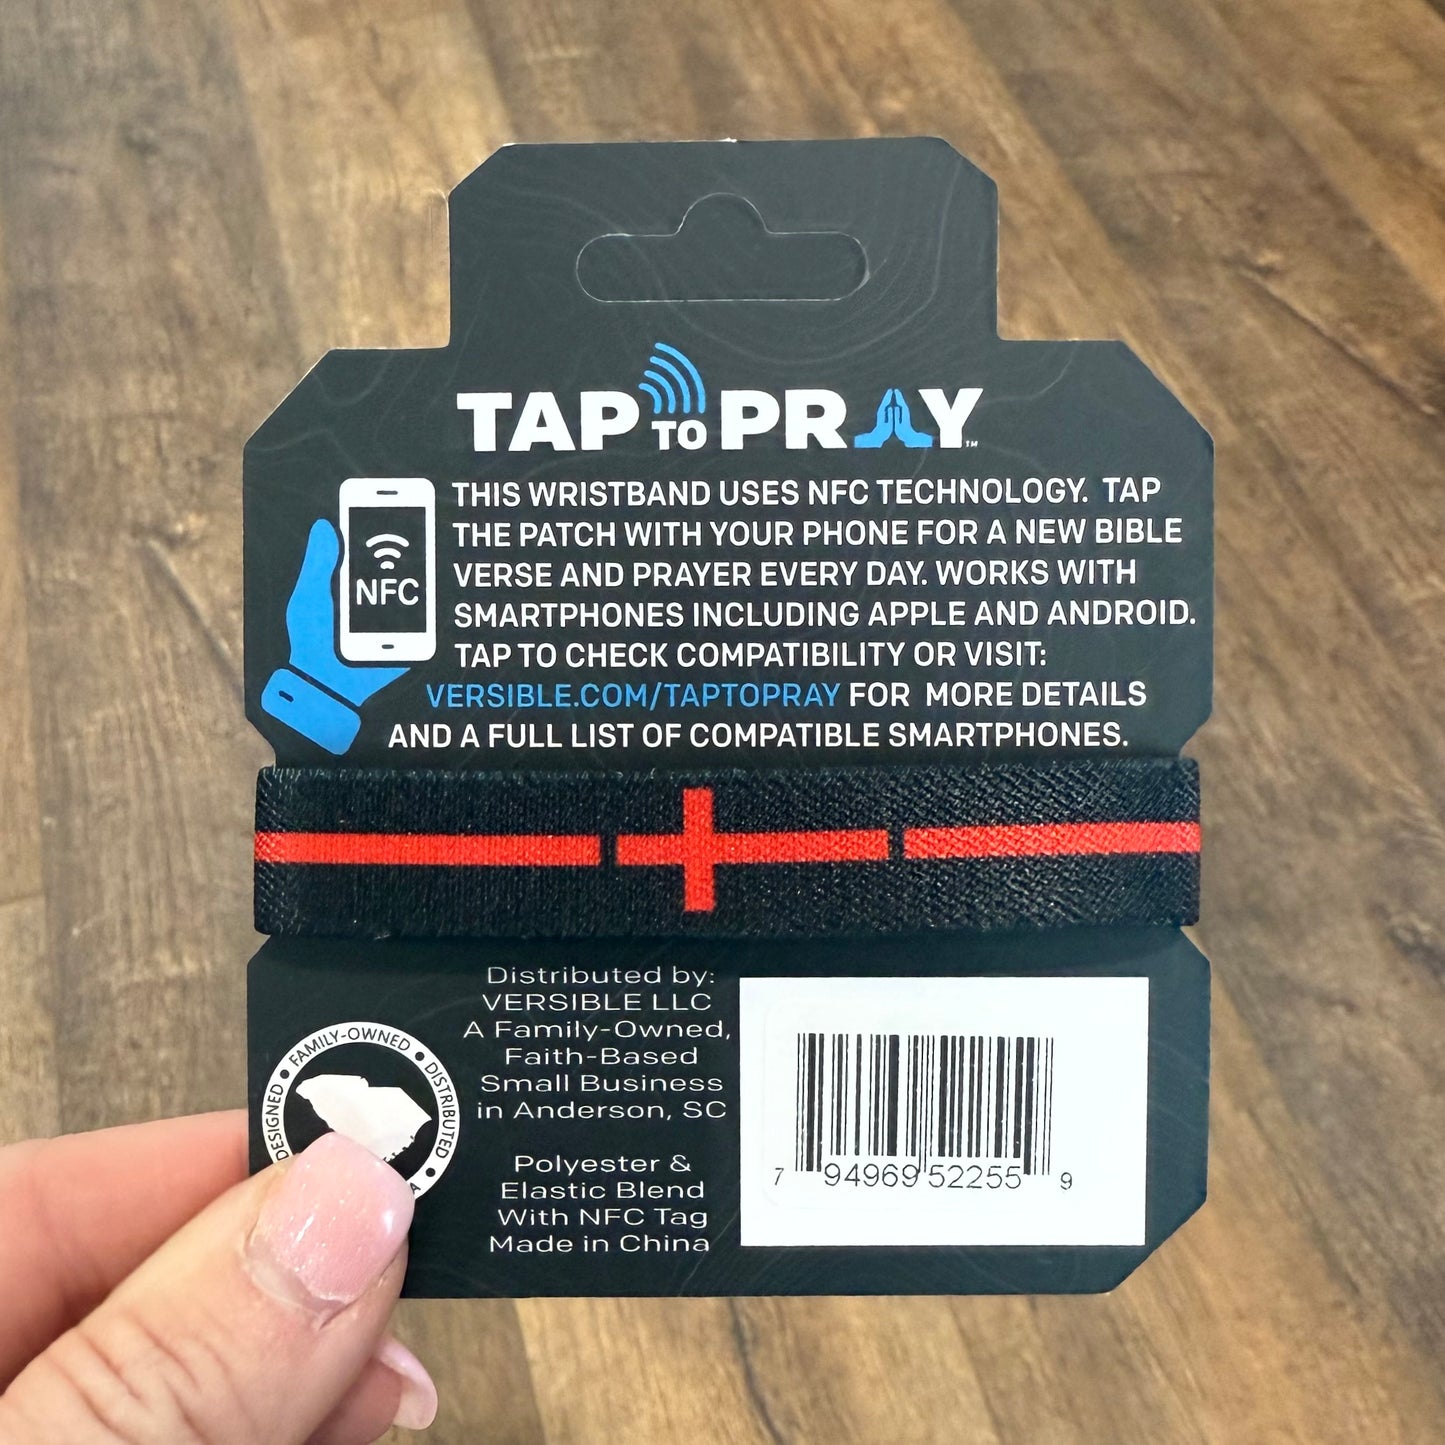 TAP TO PRAY™
THIS WRISTBAND USES NFC TECHNOLOGY. TAP
THE PATCH WITH YOUR PHONE FOR A NEW BIBLE
VERSE AND PRAYER EVERY DAY. WORKS WITH
SMARTPHONES INCLUDING APPLE AND ANDROID.
TAP TO CHECK COMPATIBILITY OR VISIT:
VERSIBLE.COM/TAPTOPRAY FOR MORE DETAILS
AND A FULL LIST OF COMPATIBLE SMARTPHONES.
NFC
Distributed by:
VERSIBLE LLC
A Family-Owned,
Faith-Based
Small Business
in Anderson, SC
Polyester &
Elastic Blend
With NFC Tag
Made in China
DESIGNED • FAMILY-OWNED • DISTRIBUTED •
7 94969 52255 9